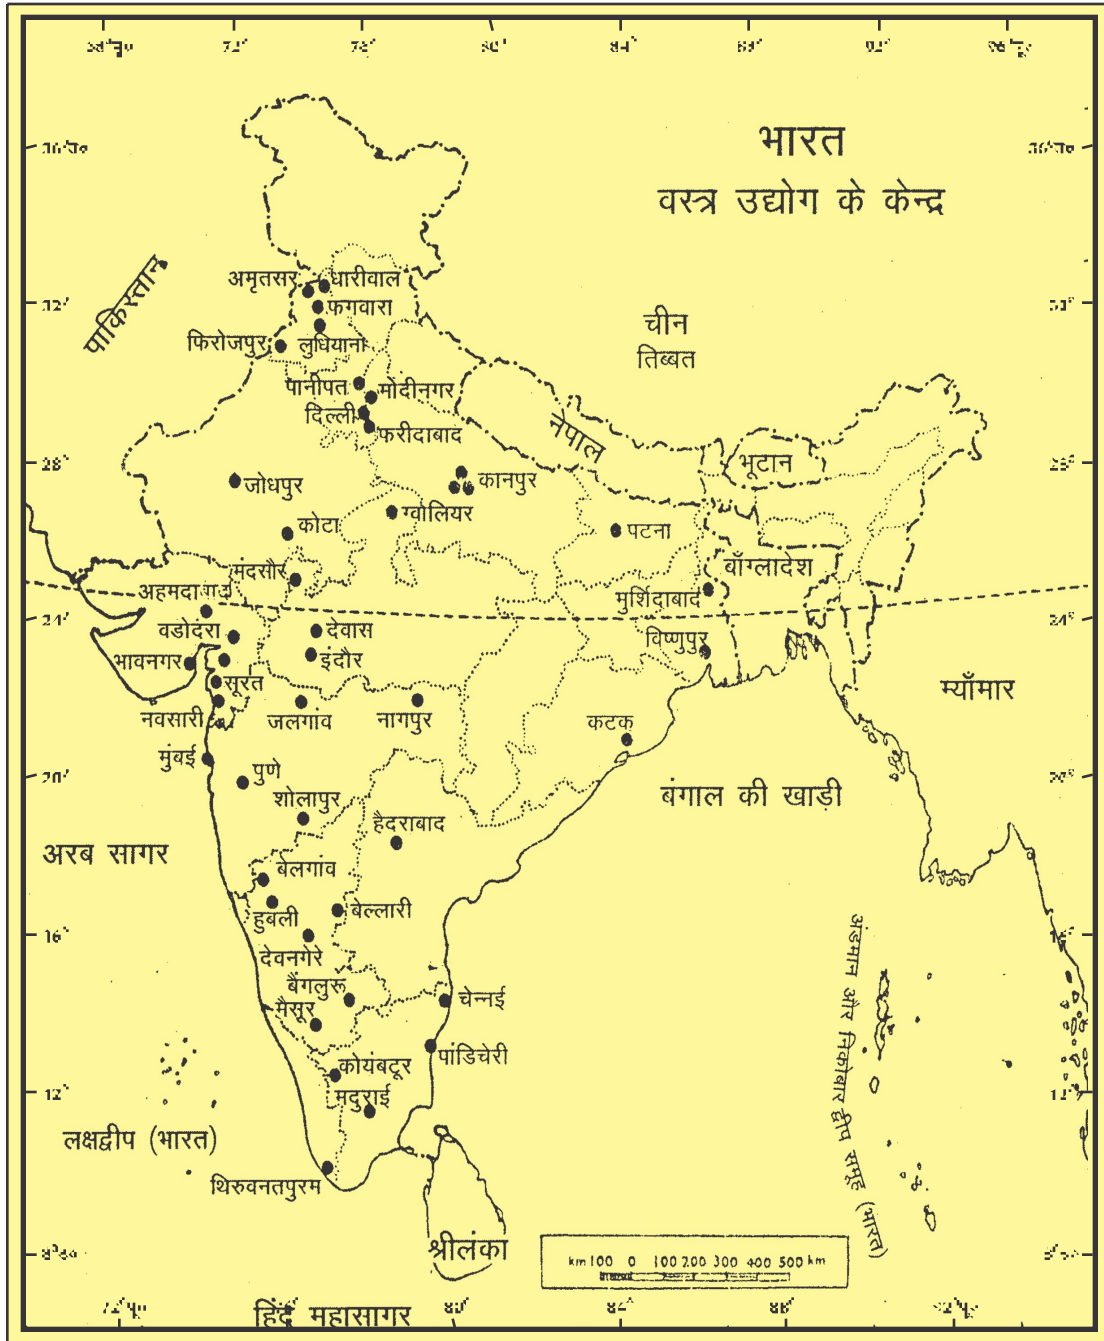 भारत
वस्त्र उद्योग के केन्द्र
पाकिस्तान
अमृतसर
धारीवाल
फगवारा
चीन
तिब्बत
फिरोजपुर
लुधियाना
पानीपत
मोदीनगर
दिल्ली
फरीदाबाद
नेपाल
भूटान
जोधपुर
कानपुर
ग्वालियर
कोटा
पटना
मंदसौर
बाँग्लादेश
मुर्शिदाबाद
वडोदरा
देवास
विष्णुपुर
भावनगर
इंदौर
सूरत
म्याँमार
नवसारी
जलगांव
नागपुर
कटक
मुंबई
पुणे
बंगाल की खाड़ी
शोलापुर
हैदराबाद
अरब सागर
बेलगांव
हुबली
बेल्लारी
देवनगेरे
बैंगलुरू
चेन्नई
मैसूर
पांडिचेरी
कोयंबटूर
मदुराई
अंडमान और निकोबार द्वीप समूह (भारत)
लक्षद्वीप (भारत)
थिरुवनतपुरम
श्रीलंका
km 100 0 100 200 300 400 500 km
हिंद महासागर